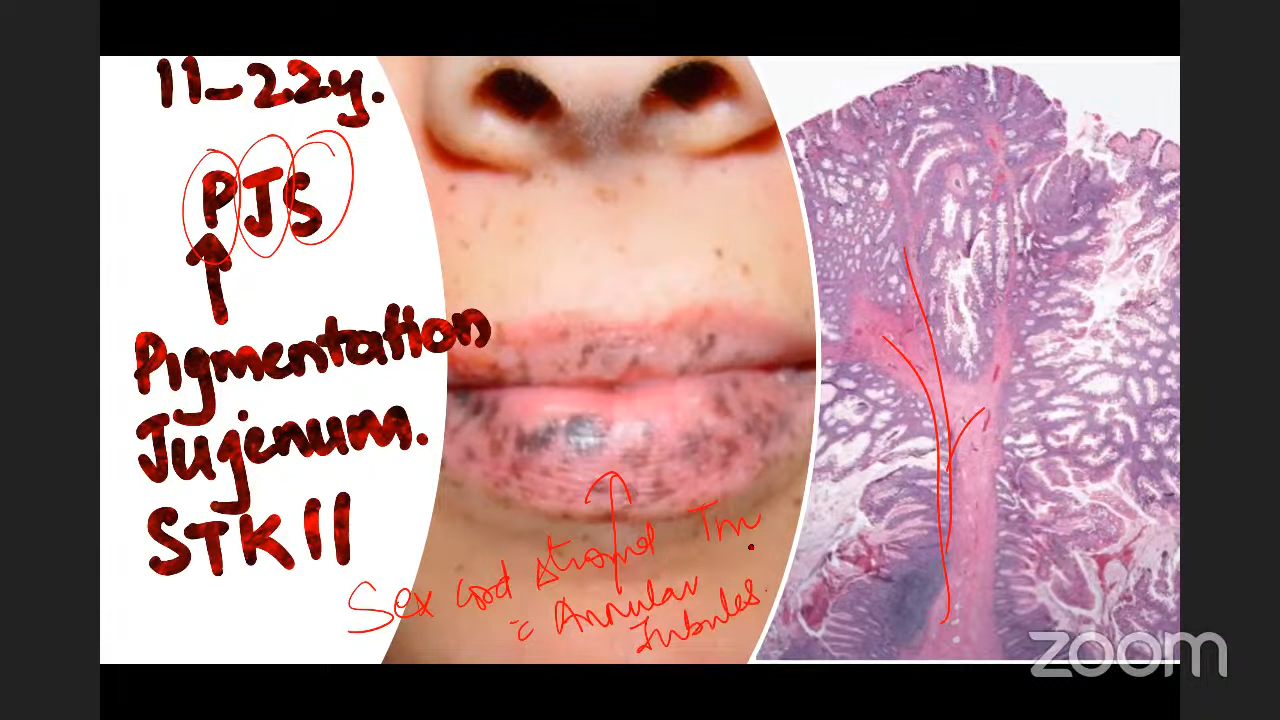 11-22y.
PJS
Pigmentation
Jujenum.
STK11
Sex cord stromal Tm
c̄ Annular
Tubules.
zoom